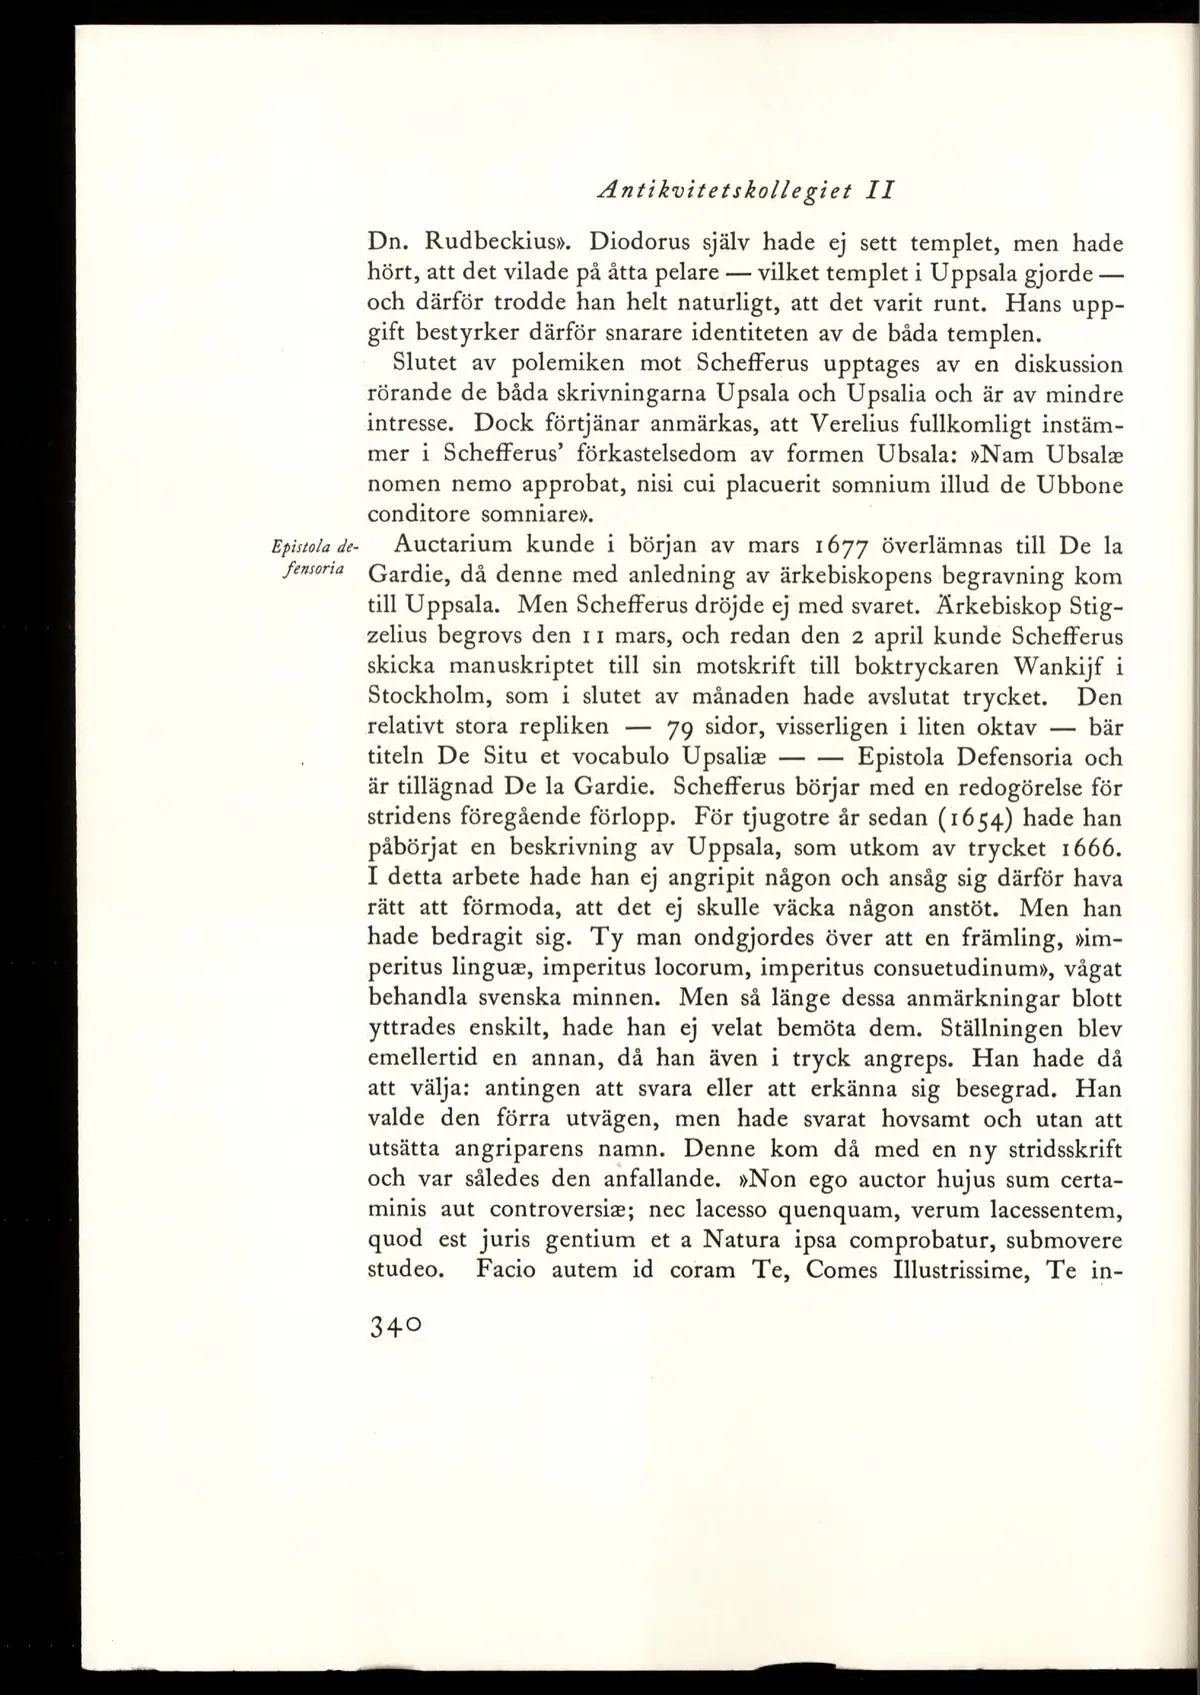 Antikvitetskollegiet II
Dn. Rudbeckius». Diodorus själv hade ej sett templet, men hade
hört, att det vilade på åtta pelare — vilket templet i Uppsala gjorde —
och därför trodde han helt naturligt, att det varit runt. Hans upp-
gift bestyrker därför snarare identiteten av de båda templen.
Slutet av polemiken mot Schefferus upptages av en diskussion
rörande de båda skrivningarna Upsala och Upsalia och är av mindre
intresse. Dock förtjänar anmärkas, att Verelius fullkomligt instäm-
mer i Schefferus’ förkastelsedom av formen Ubsala: »Nam Ubsalæ
nomen nemo approbat, nisi cui placuerit somnium illud de Ubbone
conditore somniare».
Epistola de-
fensoria
Auctarium kunde i början av mars 1677 överlämnas till De la
Gardie, då denne med anledning av ärkebiskopens begravning kom
till Uppsala. Men Schefferus dröjde ej med svaret. Ärkebiskop Stig-
zelius begrovs den 11 mars, och redan den 2 april kunde Schefferus
skicka manuskriptet till sin motskrift till boktryckaren Wankijf i
Stockholm, som i slutet av månaden hade avslutat trycket. Den
relativt stora repliken — 79 sidor, visserligen i liten oktav — bär
titeln De Situ et vocabulo Upsaliæ — — Epistola Defensoria och
är tillägnad De la Gardie. Schefferus börjar med en redogörelse för
stridens föregående förlopp. För tjugotre år sedan (1654) hade han
påbörjat en beskrivning av Uppsala, som utkom av trycket 1666.
I detta arbete hade han ej angripit någon och ansåg sig därför hava
rätt att förmoda, att det ej skulle väcka någon anstöt. Men han
hade bedragit sig. Ty man ondgjordes över att en främling, »im-
peritus linguæ, imperitus locorum, imperitus consuetudinum», vågat
behandla svenska minnen. Men så länge dessa anmärkningar blott
yttrades enskilt, hade han ej velat bemöta dem. Ställningen blev
emellertid en annan, då han även i tryck angreps. Han hade då
att välja: antingen att svara eller att erkänna sig besegrad. Han
valde den förra utvägen, men hade svarat hovsamt och utan att
utsätta angriparens namn. Denne kom då med en ny stridsskrift
och var således den anfallande. »Non ego auctor hujus sum certa-
minis aut controversiæ; nec lacesso quenquam, verum lacessentem,
quod est juris gentium et a Natura ipsa comprobatur, submovere
studeo. Facio autem id coram Te, Comes Illustrissime, Te in-
340